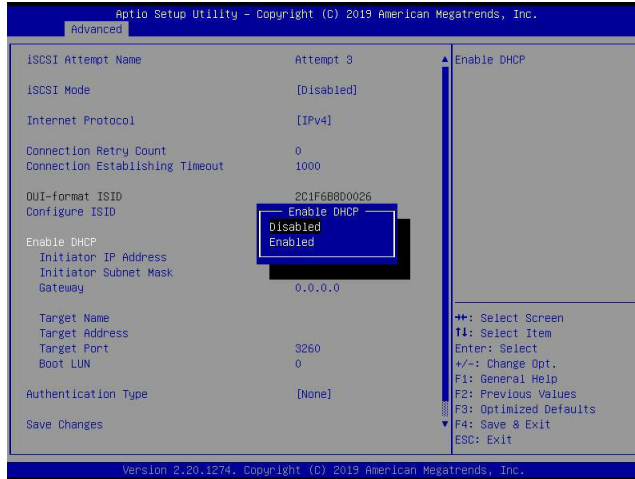 Aptio Setup Utility – Copyright (C) 2019 American Megatrends, Inc.
Advanced
iSCSI Attempt Name Attempt 3
iSCSI Mode [Disabled]
Internet Protocol [IPv4]
Connection Retry Count 0
Connection Establishing Timeout 1000
OUI-format ISID 2C1F6B8D0026
Configure ISID
Enable DHCP
Initiator IP Address
Initiator Subnet Mask
Gateway 0.0.0.0
Target Name
Target Address
Target Port 3260
Boot LUN 0
Authentication Type [None]
Save Changes
Enable DHCP
Disabled
Enabled
Enable DHCP
→←: Select Screen
↑↓: Select Item
Enter: Select
+/-: Change Opt.
F1: General Help
F2: Previous Values
F3: Optimized Defaults
F4: Save & Exit
ESC: Exit
Version 2.20.1274. Copyright (C) 2019 American Megatrends, Inc.